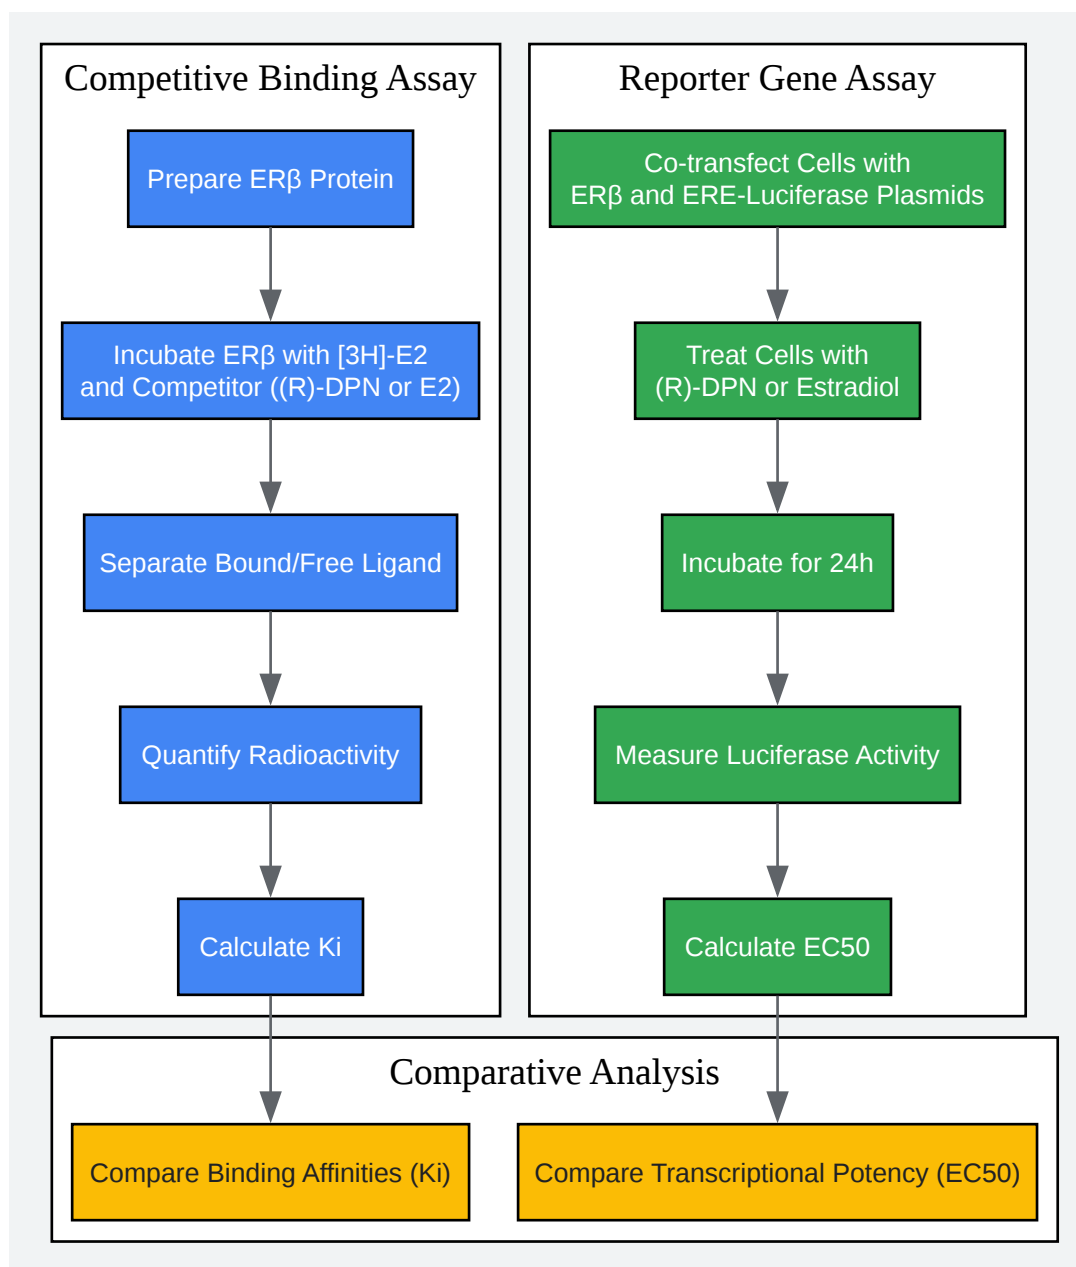 Competitive Binding Assay
Prepare ERβ Protein
Incubate ERβ with [3H]-E2
and Competitor ((R)-DPN or E2)
Separate Bound/Free Ligand
Quantify Radioactivity
Calculate Ki
Reporter Gene Assay
Co-transfect Cells with
ERβ and ERE-Luciferase Plasmids
Treat Cells with
(R)-DPN or Estradiol
Incubate for 24h
Measure Luciferase Activity
Calculate EC50
Comparative Analysis
Compare Binding Affinities (Ki)
Compare Transcriptional Potency (EC50)